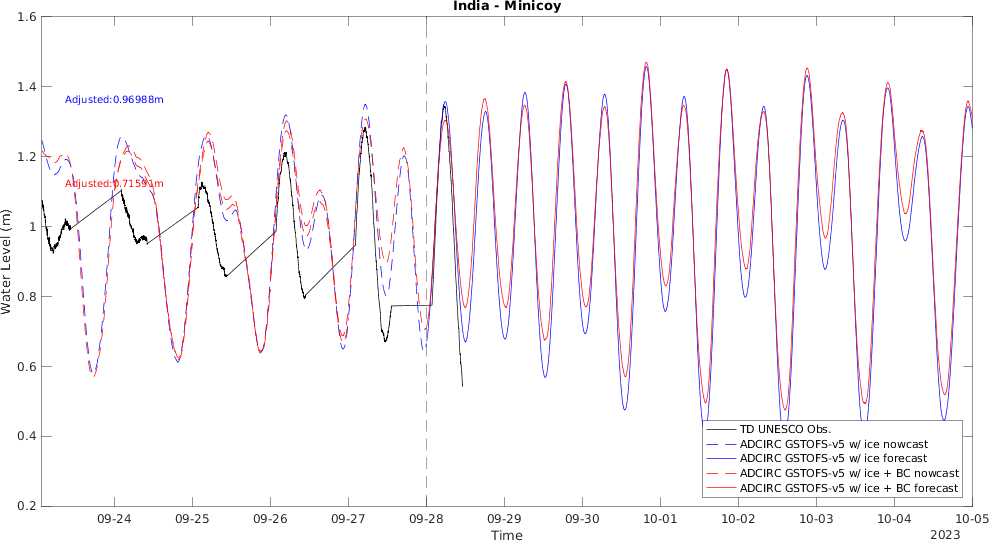 India - Minicoy
1.6
1.4
1.2
1
0.8
0.6
0.4
0.2
Water Level (m)
Adjusted:0.96988m
Adjusted:0.71591m
TD UNESCO Obs.
ADCIRC GSTOFS-v5 w/ ice nowcast
ADCIRC GSTOFS-v5 w/ ice forecast
ADCIRC GSTOFS-v5 w/ ice + BC nowcast
ADCIRC GSTOFS-v5 w/ ice + BC forecast
09-24 09-25 09-26 09-27 09-28 09-29 09-30 10-01 10-02 10-03 10-04 10-05
Time
2023